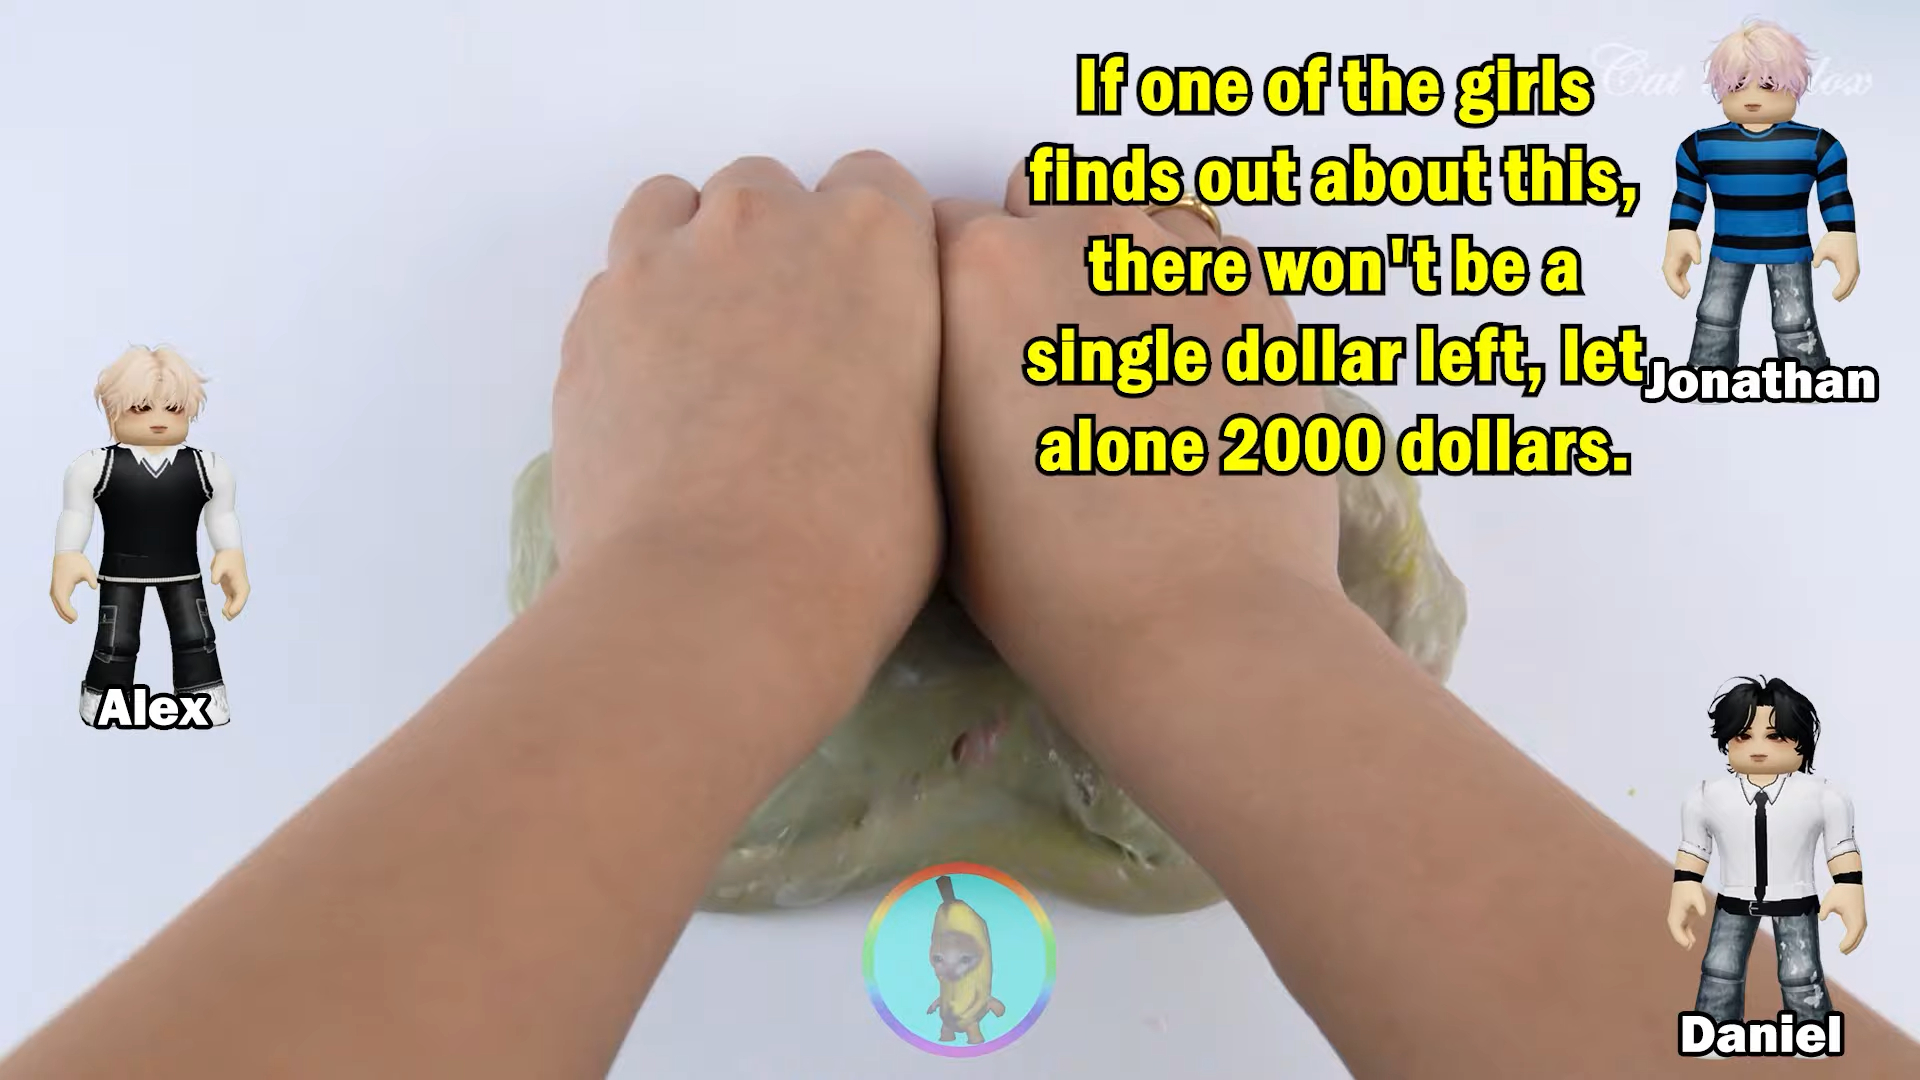 If one of the girls
finds out about this,
there won't be a
single dollar left, let
alone 2000 dollars.
Jonathan
Alex
Daniel